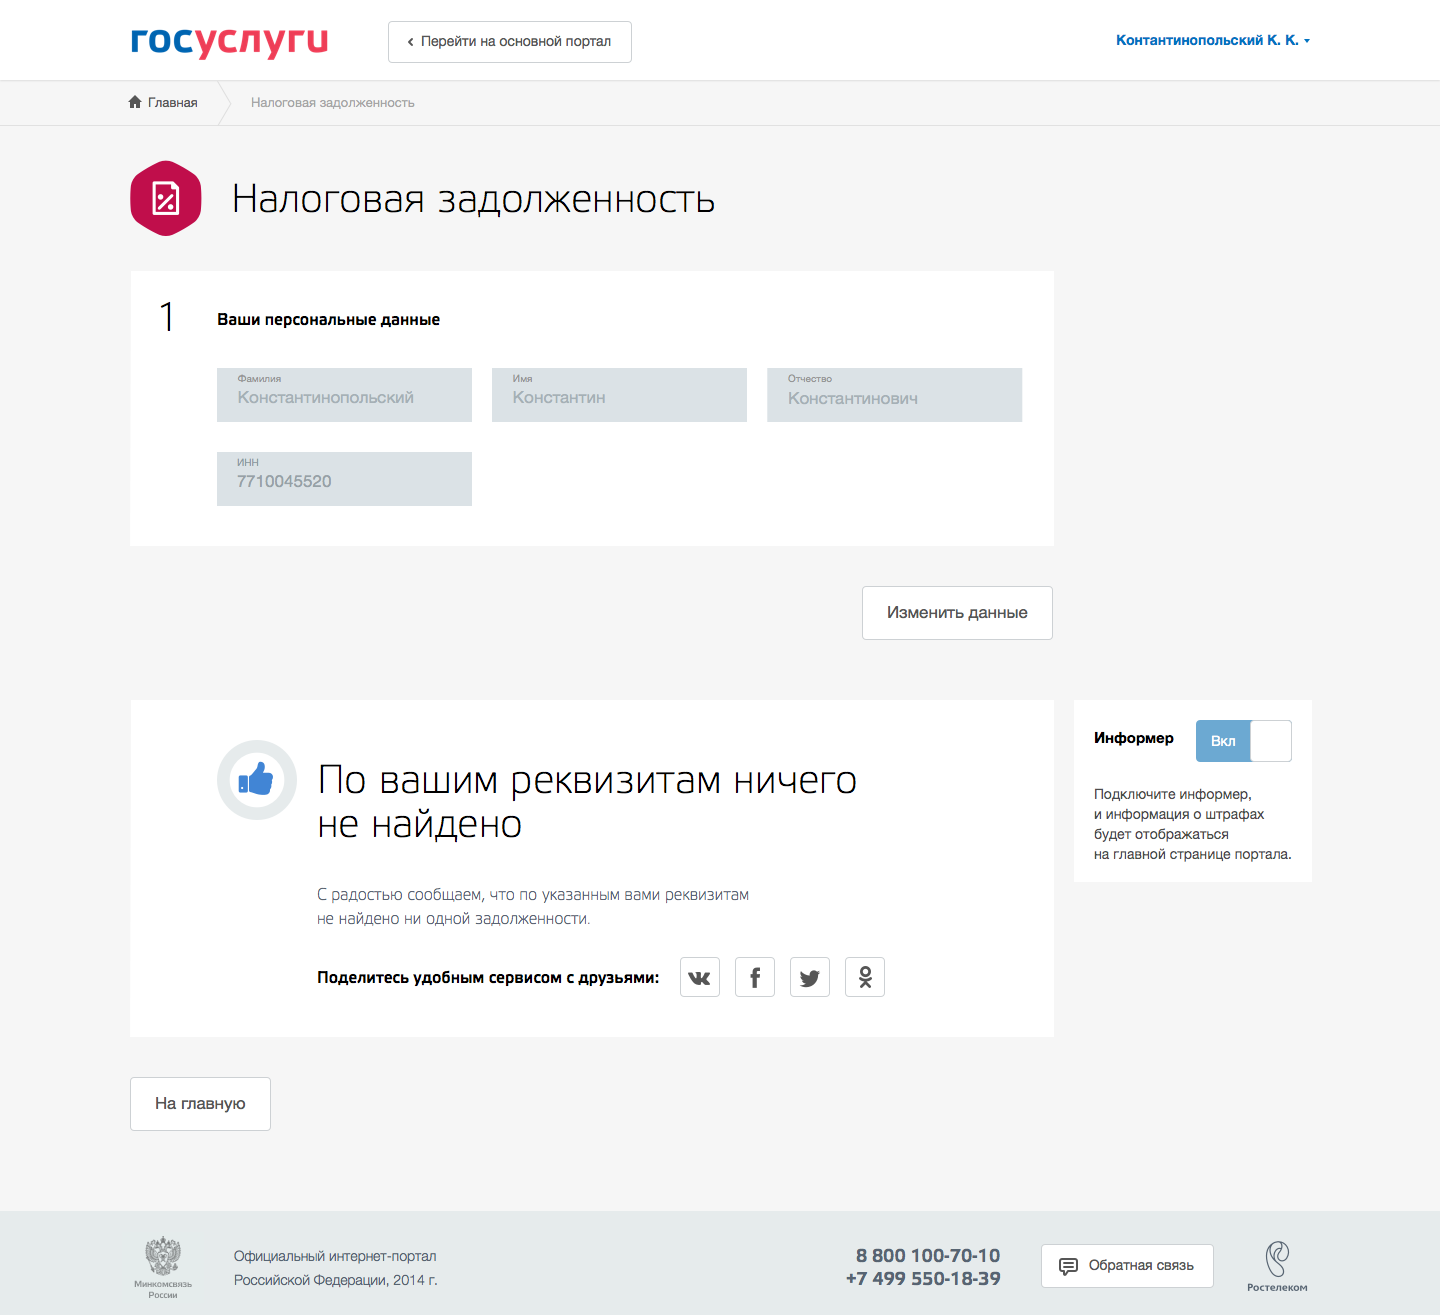 госуслуги
Перейти на основной портал
Контантинопольский К. К.
Главная
Налоговая задолженность
Налоговая задолженность
1
Ваши персональные данные
Фамилия
Константинопольский
Имя
Константин
Отчество
Константинович
ИНН
7710045520
Изменить данные
По вашим реквизитам ничего
не найдено
С радостью сообщаем, что по указанным вами реквизитам
не найдено ни одной задолженности.
Поделитесь удобным сервисом с друзьями:
Информер
Вкл
Подключите информер,
и информация о штрафах
будет отображаться
на главной странице портала.
На главную
Минкомсвязь
России
Официальный интернет-портал
Российской Федерации, 2014 г.
8 800 100-70-10
+7 499 550-18-39
Обратная связь
Ростелеком